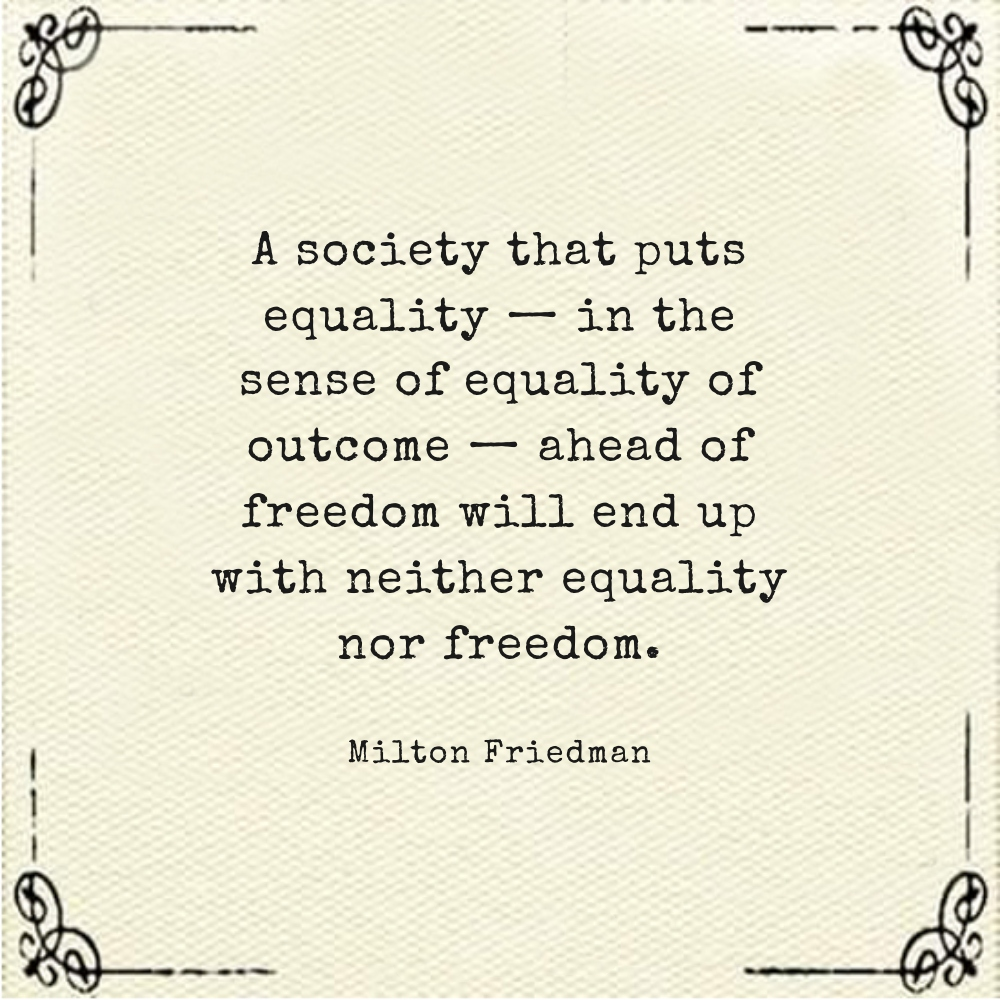 A society that puts
equality — in the
sense of equality of
outcome — ahead of
freedom will end up
with neither equality
nor freedom.
Milton Friedman